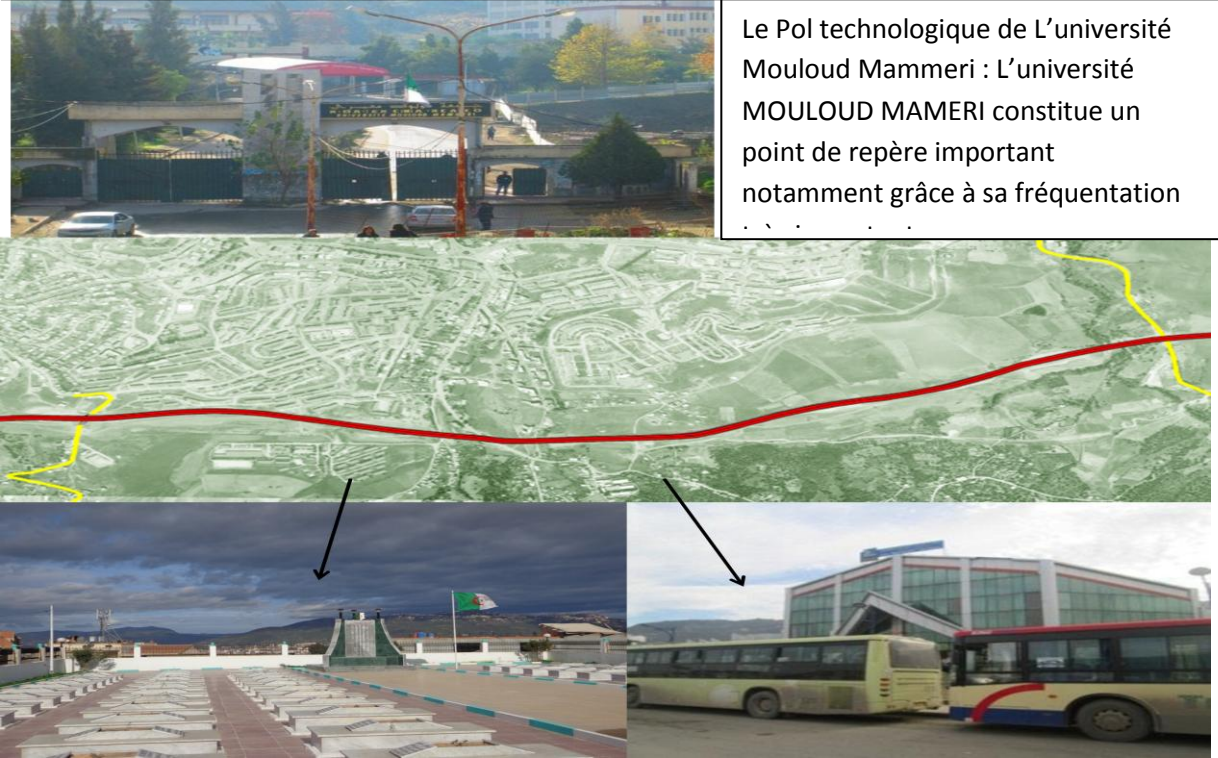 Le Pol technologique de L’université
Mouloud Mammeri : L’université
MOULOUD MAMERI constitue un
point de repère important
notamment grâce à sa fréquentation